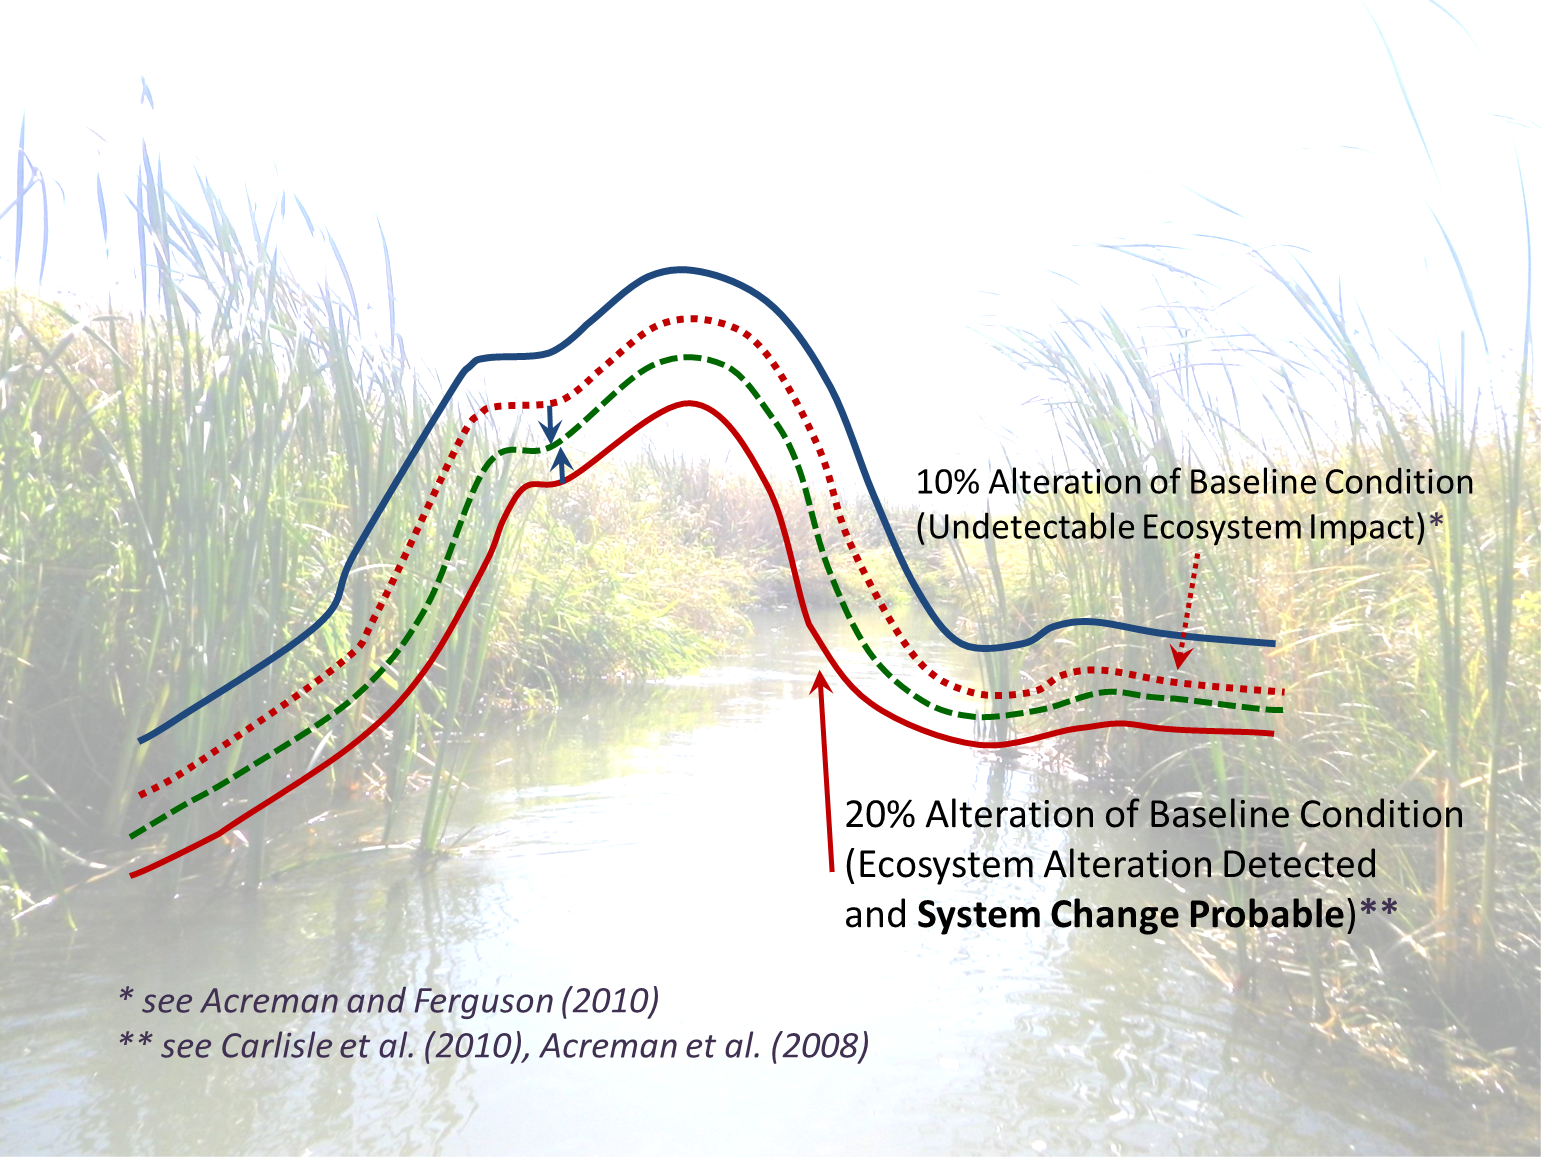 10% Alteration of Baseline Condition
(Undetectable Ecosystem Impact)*
20% Alteration of Baseline Condition
(Ecosystem Alteration Detected
and System Change Probable)**
* see Acreman and Ferguson (2010)
** see Carlisle et al. (2010), Acreman et al. (2008)